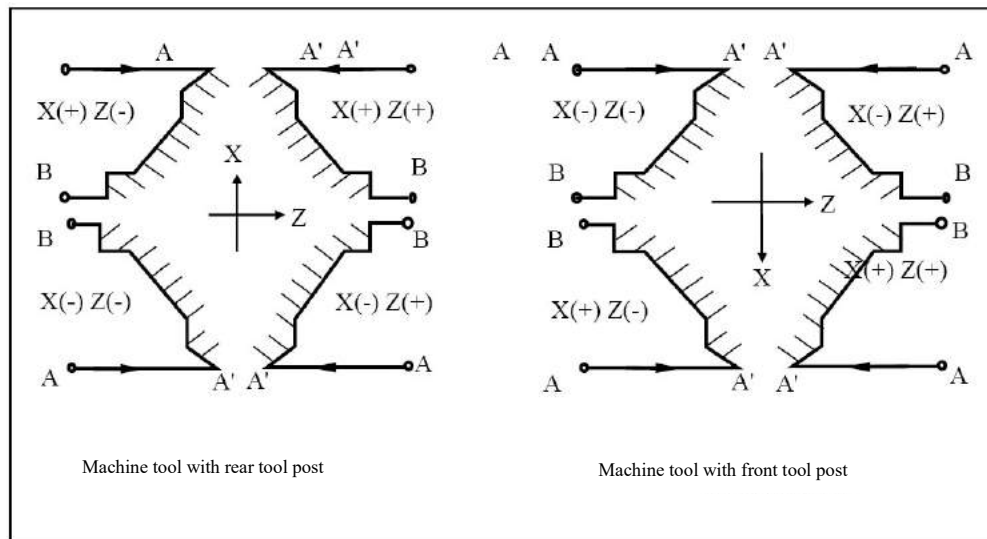 A A' A' A A A' A' A
X(+) Z(-) X(+) Z(+) X(-) Z(-) X(-) Z(+)
B B B B
X Z Z
B B B B
X
X(-) Z(-) X(-) Z(+) X(+) Z(-) X(+) Z(+)
A A' A' A A A' A' A
Machine tool with rear tool post Machine tool with front tool post